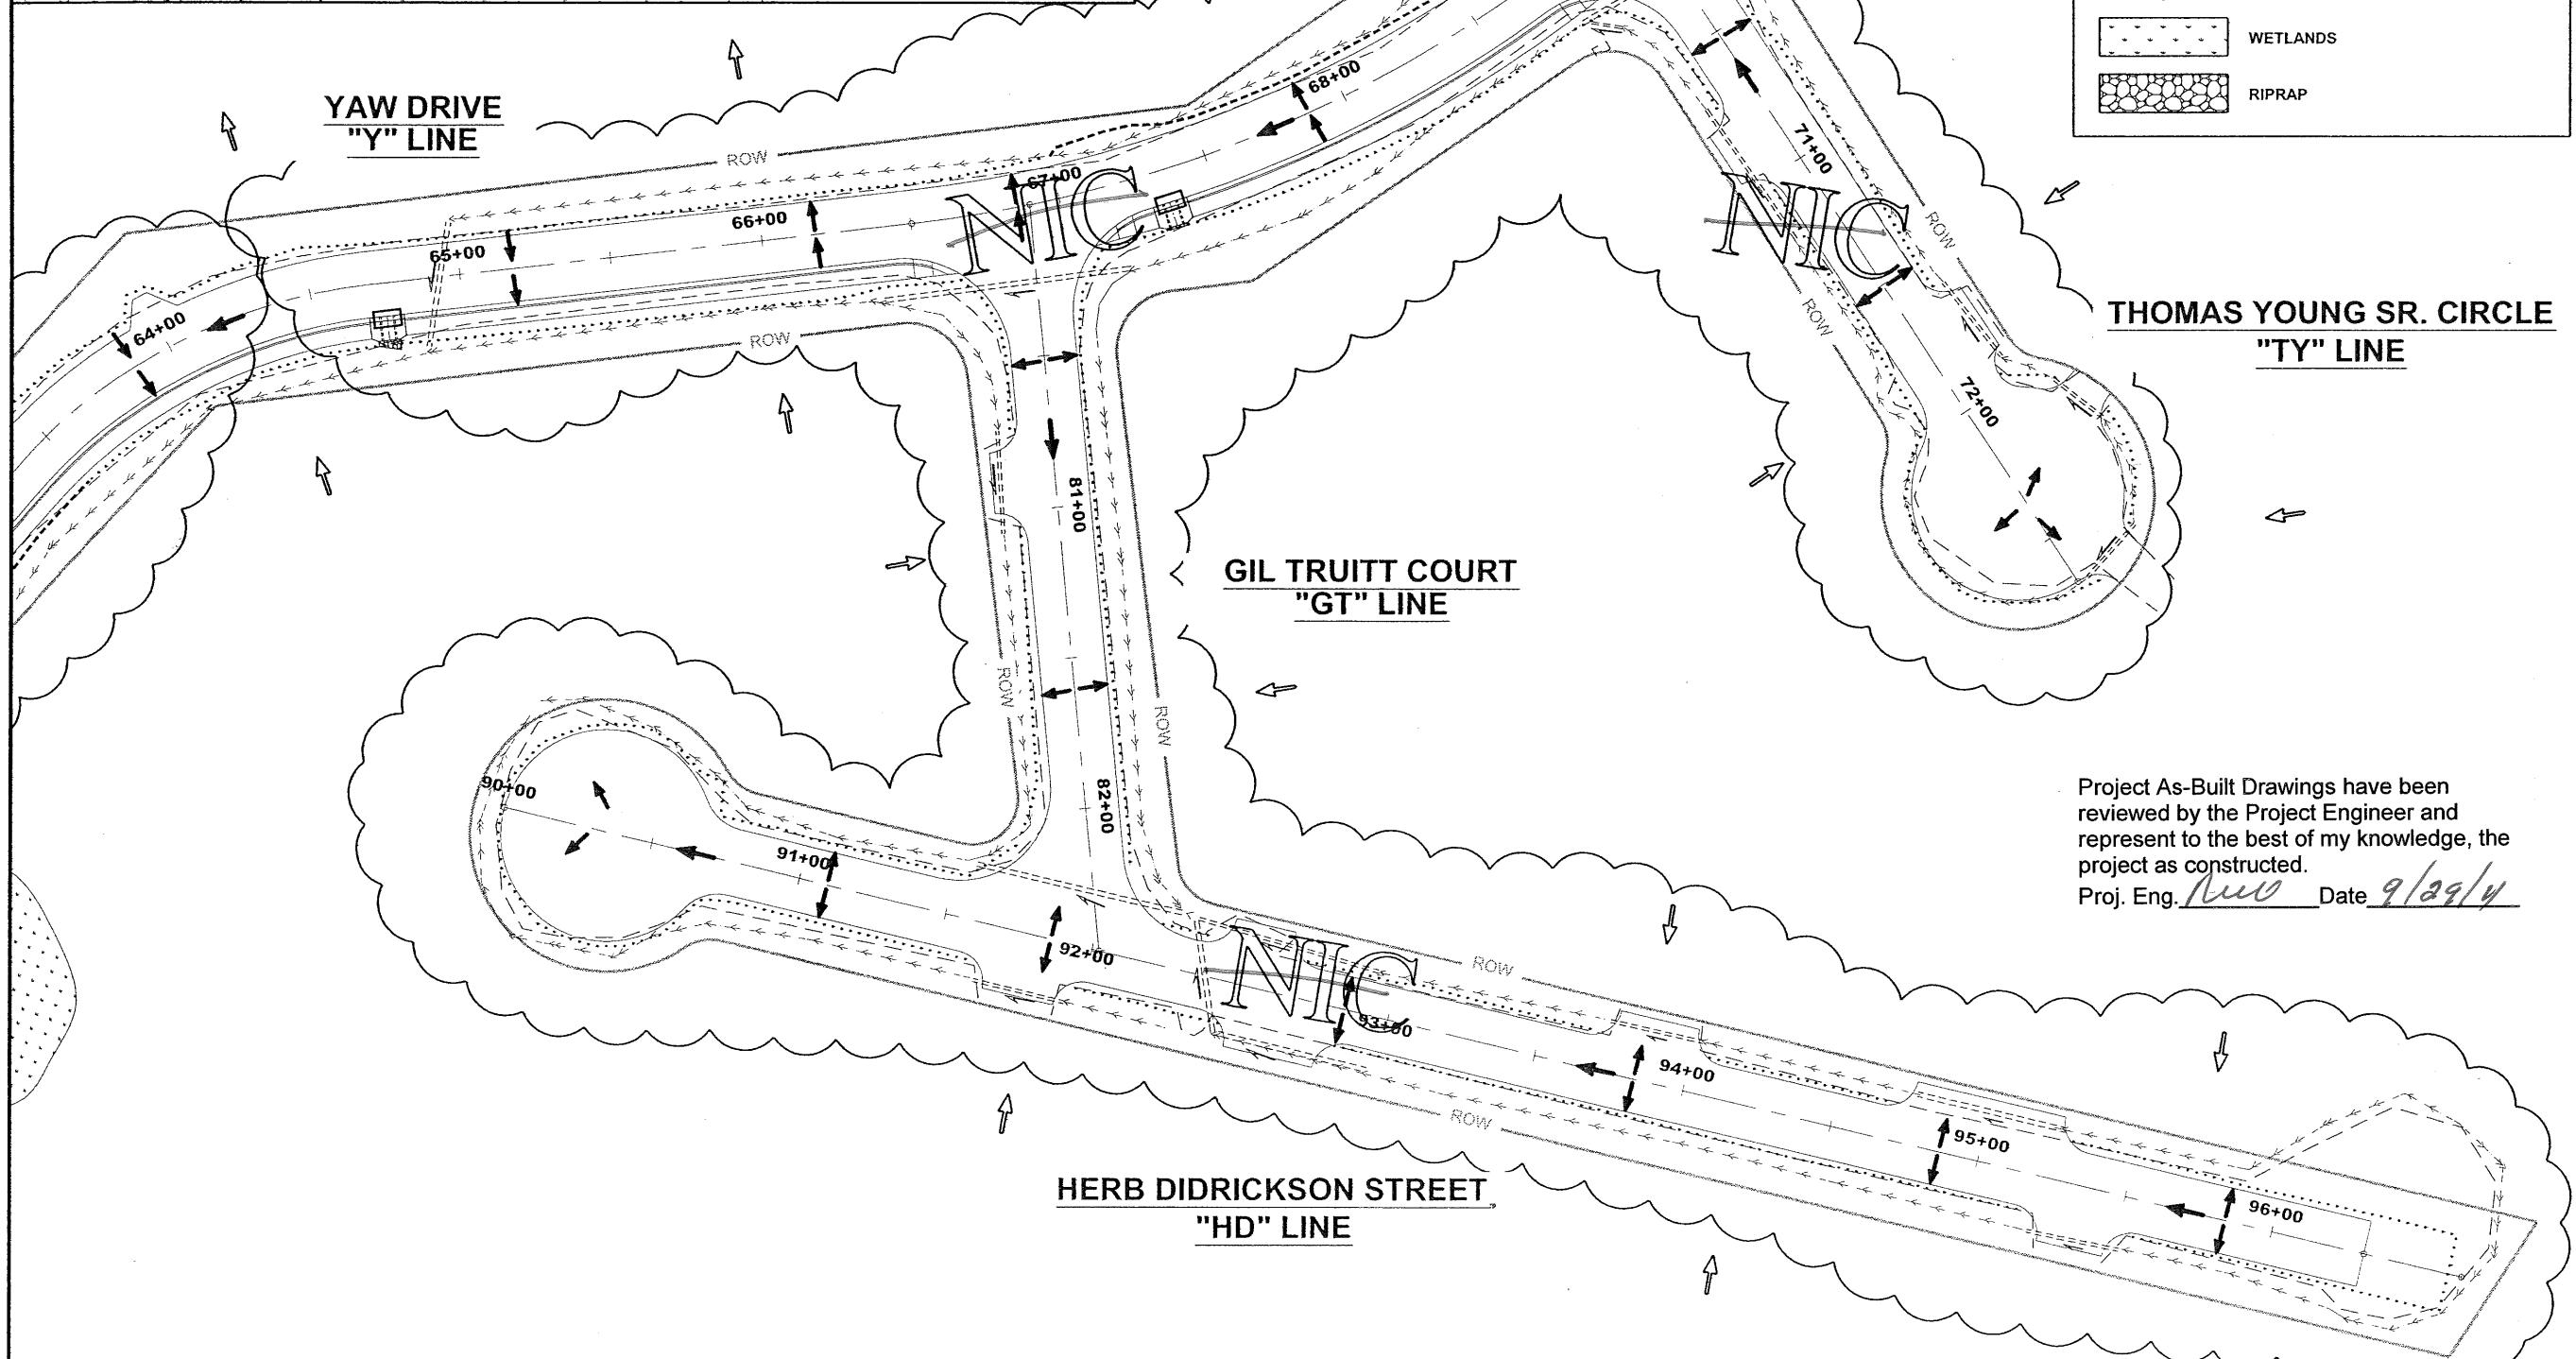 WETLANDS
RIPRAP
YAW DRIVE
"Y" LINE
ROW
68+00
71+00
67+00
NIC
66+00
65+00
64+00
ROW
NIC
ROW
ROW
THOMAS YOUNG SR. CIRCLE
"TY" LINE
72+00
81+00
GIL TRUITT COURT
"GT" LINE
ROW
ROW
82+00
90+00
91+00
92+00
Project As-Built Drawings have been
reviewed by the Project Engineer and
represent to the best of my knowledge, the
project as constructed.
Proj. Eng. Date 9/29/11
NIC
ROW
93+00
94+00
ROW
95+00
96+00
HERB DIDRICKSON STREET
"HD" LINE